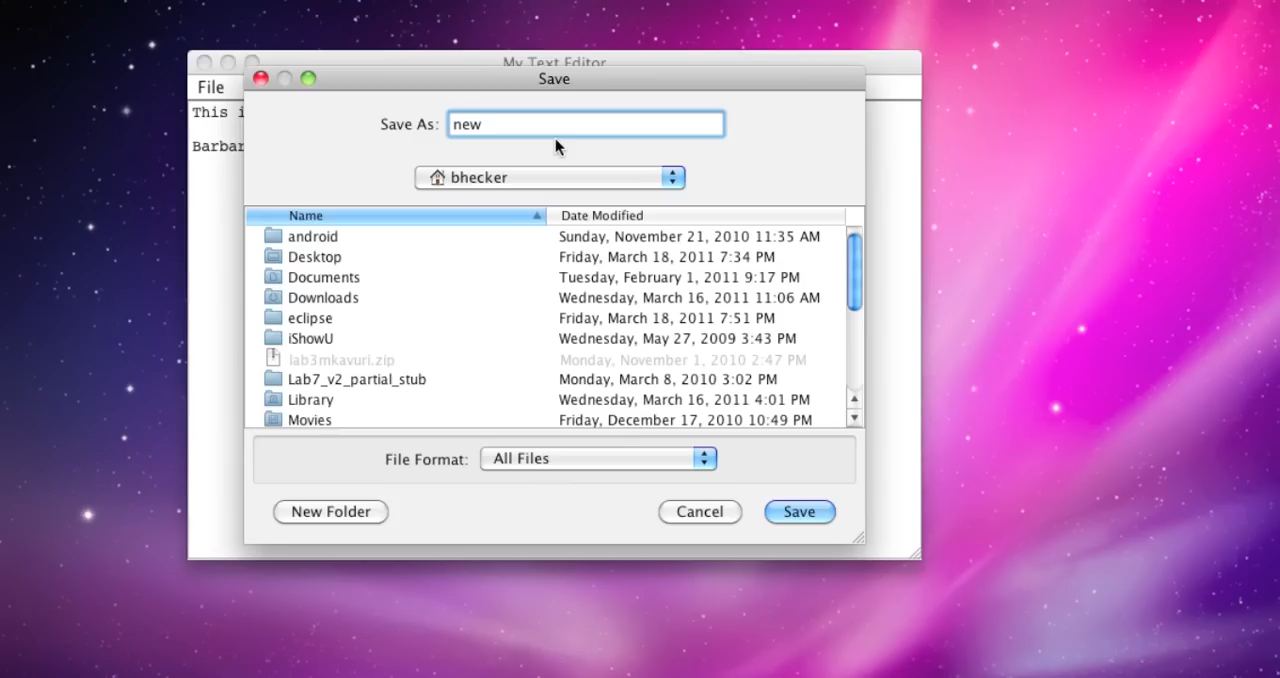 My Text Editor
Save
File
This i
Save As: new
Barbar
bhecker
Name Date Modified
android Sunday, November 21, 2010 11:35 AM
Desktop Friday, March 18, 2011 7:34 PM
Documents Tuesday, February 1, 2011 9:17 PM
Downloads Wednesday, March 16, 2011 11:06 AM
eclipse Friday, March 18, 2011 7:51 PM
iShowU Wednesday, May 27, 2009 3:43 PM
lab3mkavuri.zip Monday, November 1, 2010 2:47 PM
Lab7_v2_partial_stub Monday, March 8, 2010 3:02 PM
Library Wednesday, March 16, 2011 4:01 PM
Movies Friday, December 17, 2010 10:49 PM
File Format: All Files
New Folder Cancel Save